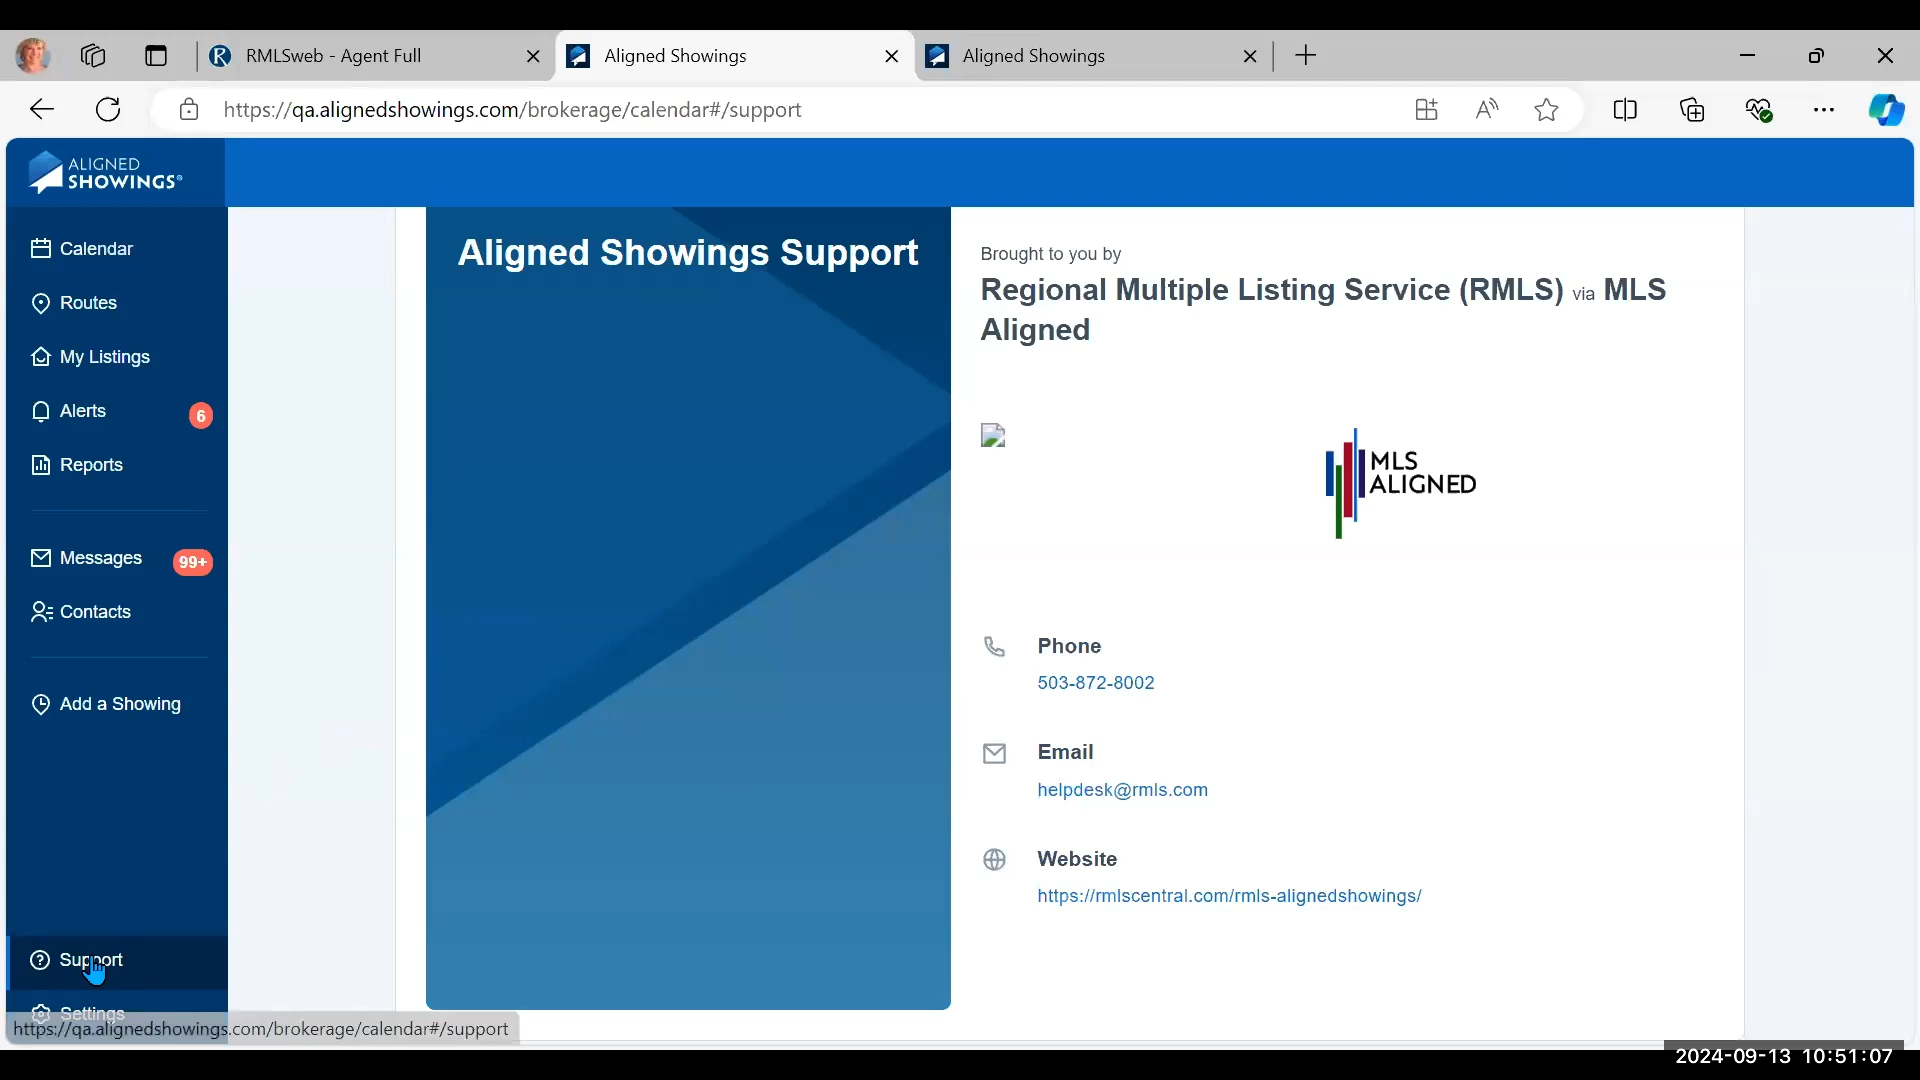 RMLSweb - Agent Full
Aligned Showings
Aligned Showings
https://qa.alignedshowings.com/brokerage/calendar#/support
ALIGNED
SHOWINGS®
Calendar
Routes
My Listings
Alerts
6
Reports
Messages
99+
Contacts
Add a Showing
Support
Settings
https://qa.alignedshowings.com/brokerage/calendar#/support
Aligned Showings Support
Brought to you by
Regional Multiple Listing Service (RMLS) via MLS
Aligned
MLS
ALIGNED
Phone
503-872-8002
Email
helpdesk@rmls.com
Website
https://rmlscentral.com/rmls-alignedshowings/
2024-09-13 10:51:07